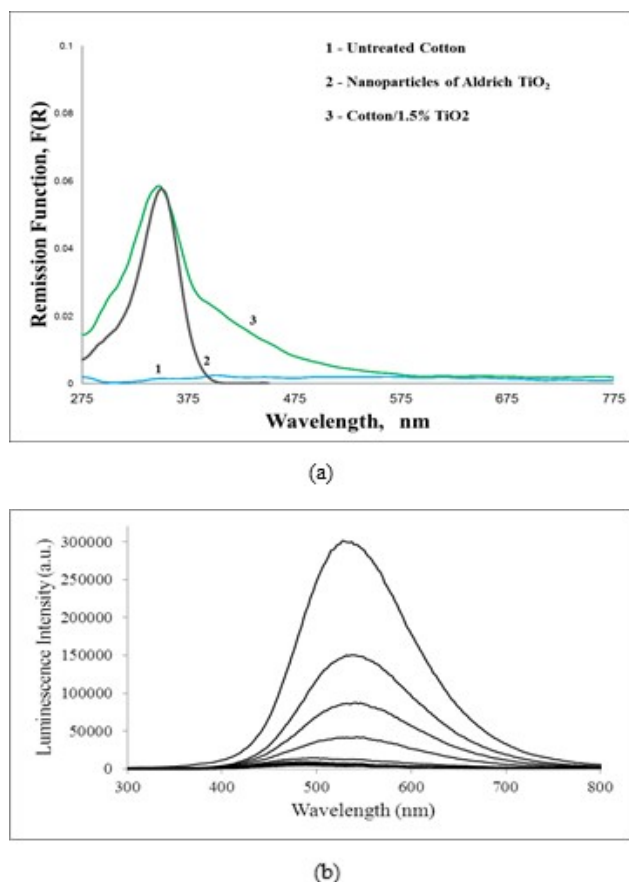 0.1
1 - Untreated Cotton
2 - Nanoparticles of Aldrich TiO₂
0.08
3 - Cotton/1.5% TiO2
Remission Function, F(R)
0.06
0.04
0.02
3
1
2
0
275 375 475 575 675 775
Wavelength, nm
(a)
Luminescence Intensity (a.u.)
300000
250000
200000
150000
100000
50000
0
300 400 500 600 700 800
Wavelength (nm)
(b)